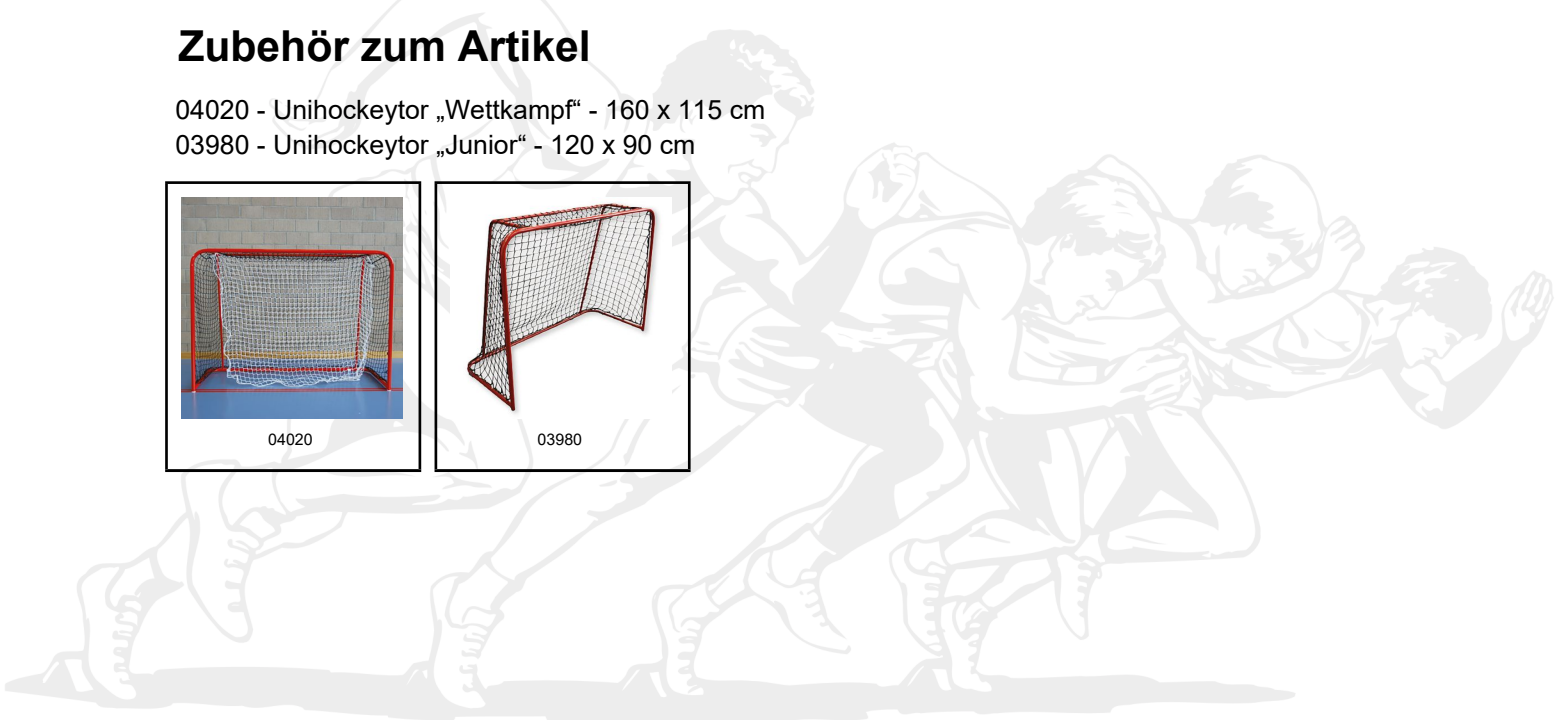 Zubehör zum Artikel
04020 - Unihockeytor „Wettkampf“ - 160 x 115 cm
03980 - Unihockeytor „Junior“ - 120 x 90 cm
04020
03980